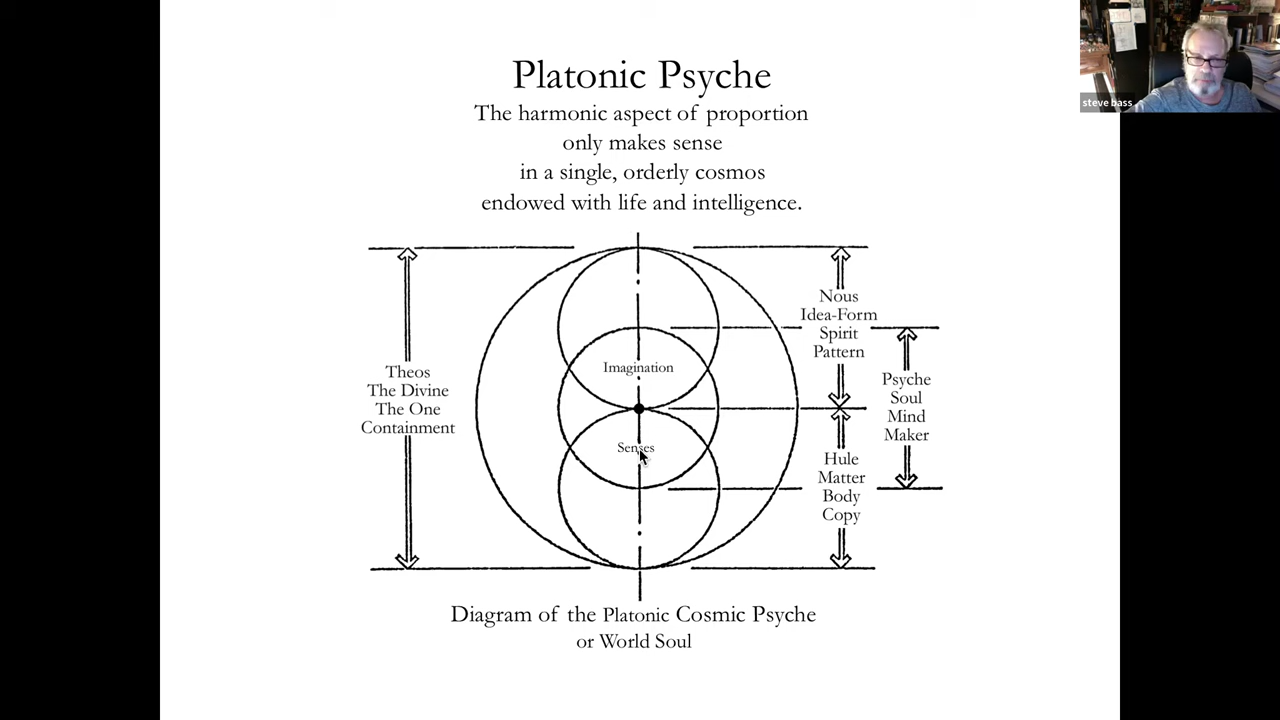 Platonic Psyche
The harmonic aspect of proportion
only makes sense
in a single, orderly cosmos
endowed with life and intelligence.
steve bass
Theos
The Divine
The One
Containment
Imagination
Senses
Nous
Idea-Form
Spirit
Pattern
Psyche
Soul
Mind
Maker
Hule
Matter
Body
Copy
Diagram of the Platonic Cosmic Psyche
or World Soul